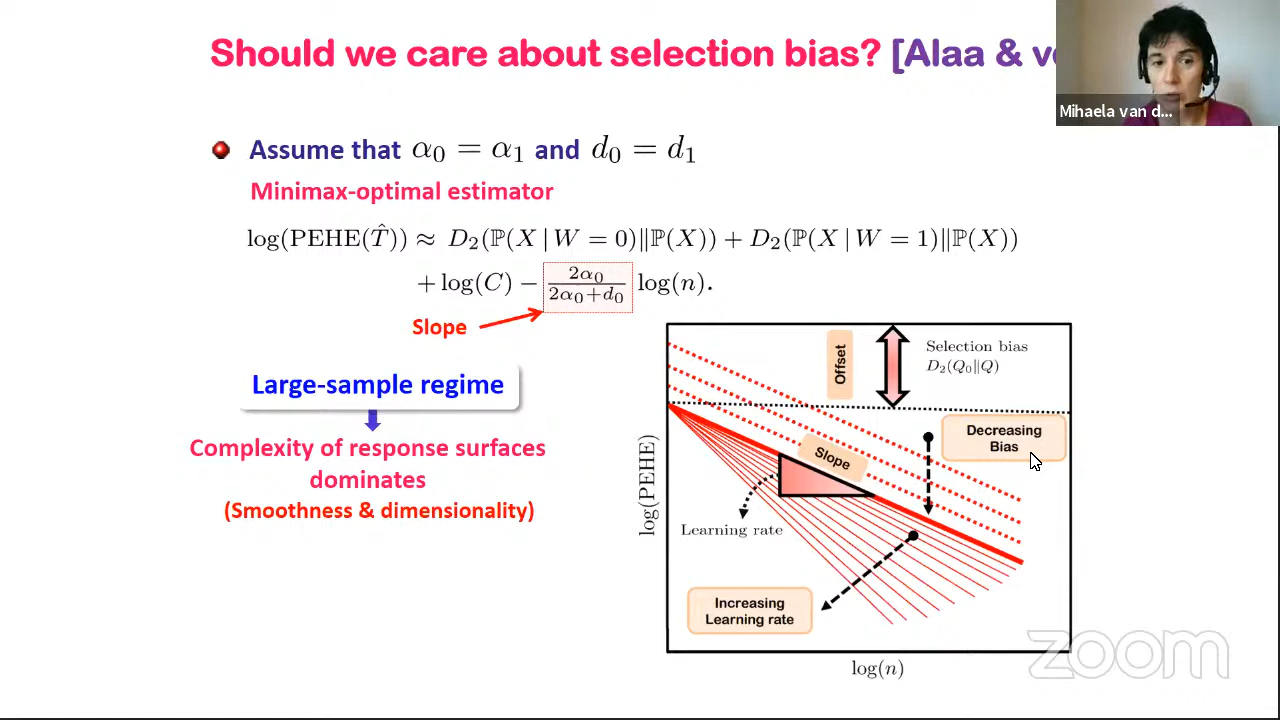 Should we care about selection bias? [Alaa & v
Mihaela van d...
Assume that α₀ = α₁ and d₀ = d₁
Minimax-optimal estimator
log(PEHE(T̂)) ≈ D₂(ℙ(X | W = 0)‖ℙ(X)) + D₂(ℙ(X | W = 1)‖ℙ(X))
+ log(C) − 2α₀/(2α₀+d₀) log(n).
Slope
Large-sample regime
Complexity of response surfaces
dominates
(Smoothness & dimensionality)
Offset
Selection bias
D₂(Q₀‖Q)
Decreasing
Bias
Slope
Learning rate
Increasing
Learning rate
log(PEHE)
log(n)
zoom